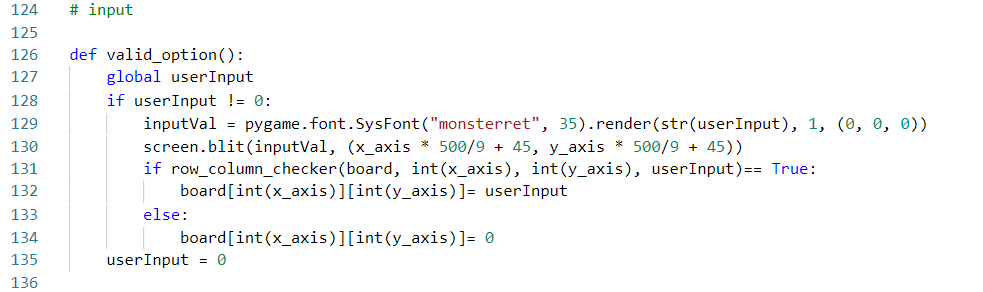 124 # input
125
126 def valid_option():
127     global userInput
128     if userInput != 0:
129         inputVal = pygame.font.SysFont("monsterret", 35).render(str(userInput), 1, (0, 0, 0))
130         screen.blit(inputVal, (x_axis * 500/9 + 45, y_axis * 500/9 + 45))
131         if row_column_checker(board, int(x_axis), int(y_axis), userInput)== True:
132             board[int(x_axis)][int(y_axis)]= userInput
133         else:
134             board[int(x_axis)][int(y_axis)]= 0
135     userInput = 0
136